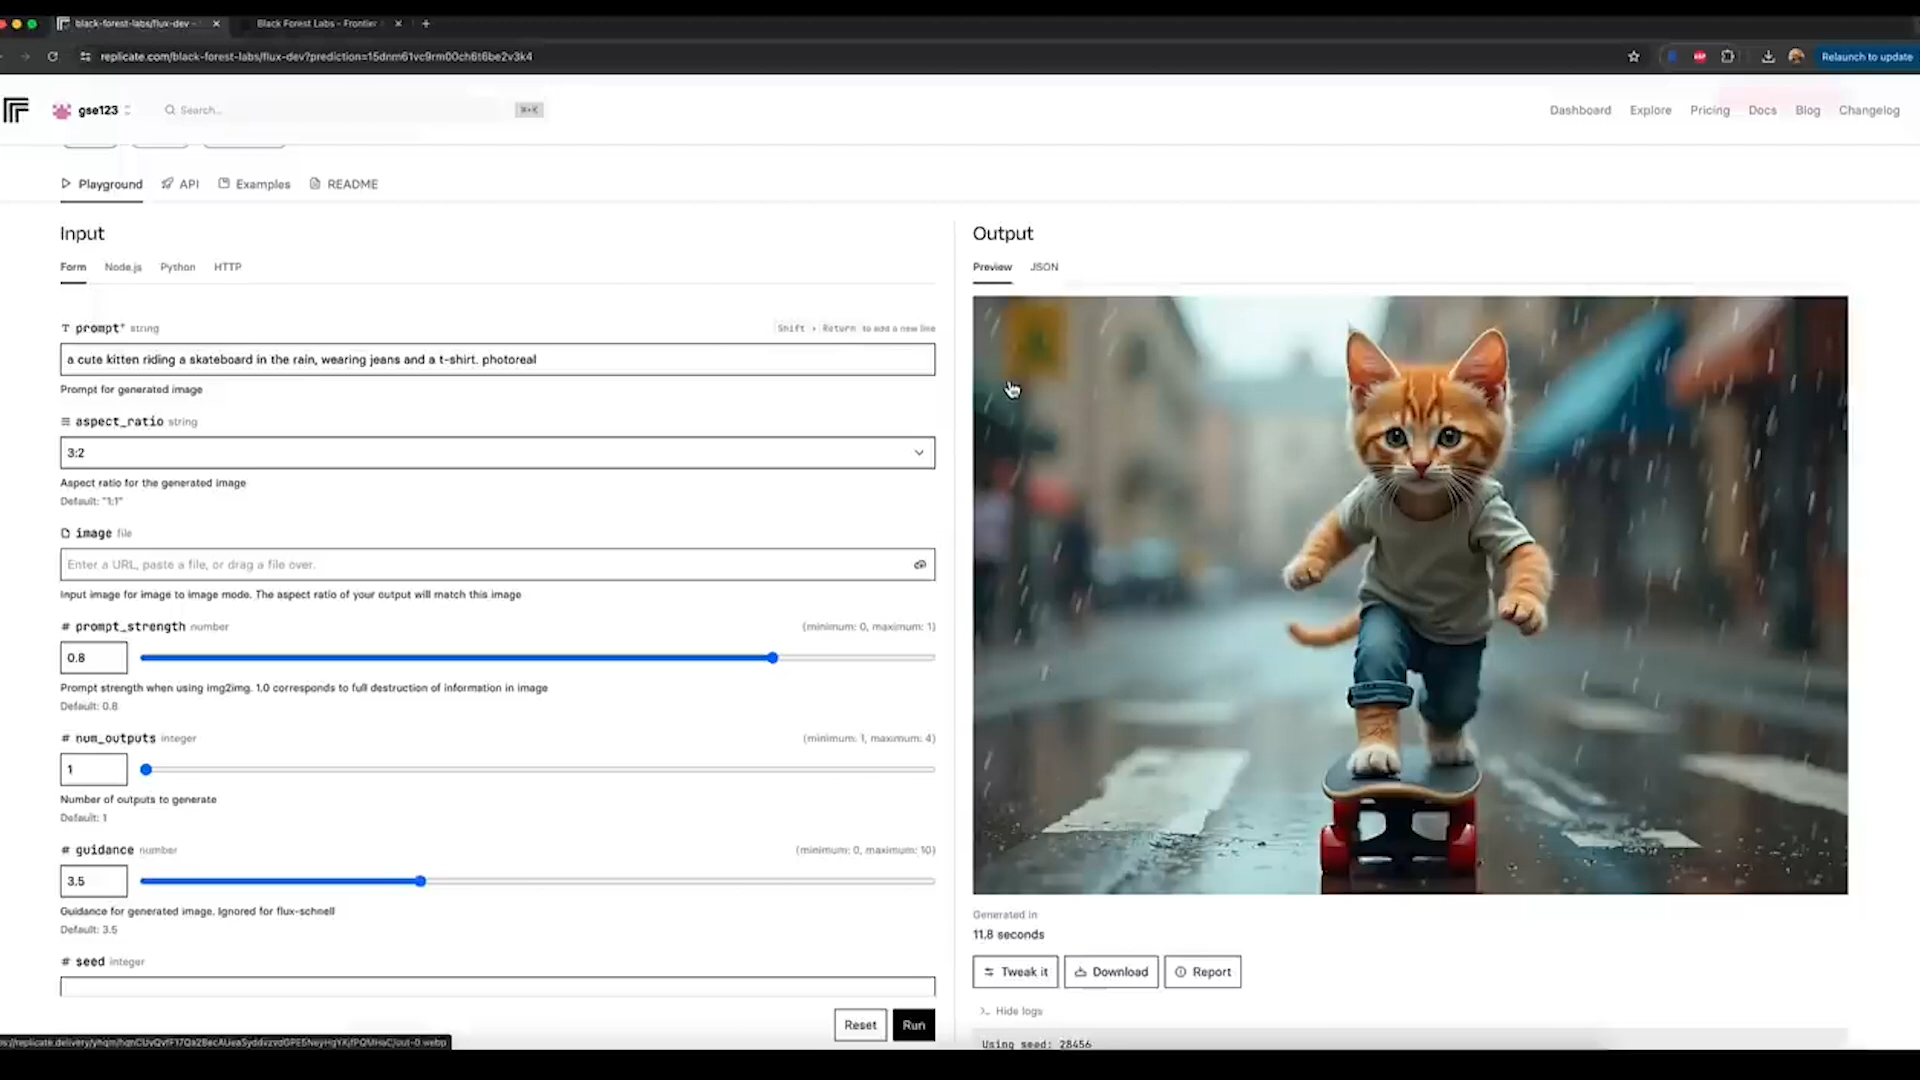 black-forest-labs/flux-dev -
Black Forest Labs - Frontier
replicate.com/black-forest-labs/flux-dev?prediction=15dnm61vc9rm00ch6t6be2v3k4
Relaunch to update
gse123
Search...
⌘+K
Dashboard
Explore
Pricing
Docs
Blog
Changelog
Playground
API
Examples
README
Input
Form
Node.js
Python
HTTP
prompt* string
Shift + Return to add a new line
a cute kitten riding a skateboard in the rain, wearing jeans and a t-shirt. photoreal
Prompt for generated image
aspect_ratio string
3:2
Aspect ratio for the generated image
Default: "1:1"
image file
Enter a URL, paste a file, or drag a file over.
Input image for image to image mode. The aspect ratio of your output will match this image
# prompt_strength number
(minimum: 0, maximum: 1)
0.8
Prompt strength when using img2img. 1.0 corresponds to full destruction of information in image
Default: 0.8
# num_outputs integer
(minimum: 1, maximum: 4)
1
Number of outputs to generate
Default: 1
# guidance number
(minimum: 0, maximum: 10)
3.5
Guidance for generated image. Ignored for flux-schnell
Default: 3.5
# seed integer
Reset
Run
Output
Preview
JSON
Generated in
11.8 seconds
Tweak it
Download
Report
Hide logs
Using seed: 28456